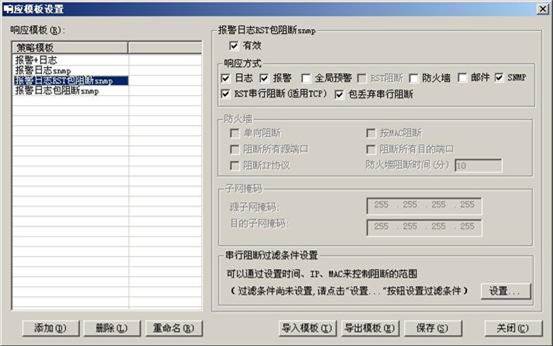 响应模板设置
响应模板(B):
策略模板
报警+日志
报警日志snmp
报警日志RST包阻断snmp
报警日志包阻断snmp
报警日志RST包阻断snmp
有效
响应方式
日志 报警 全局预警 RST阻断 防火墙 邮件 SNMP
RST串行阻断(适用TCP) 包丢弃串行阻断
防火墙
单向阻断 按MAC阻断
阻断所有源端口 阻断所有目的端口
阻断IP协议 防火墙阻断时间(分) 10
子网掩码
源子网掩码: 255 . 255 . 255 . 255
目的子网掩码: 255 . 255 . 255 . 255
串行阻断过滤条件设置
可以通过设置时间、IP、MAC来控制阻断的范围
(过滤条件尚未设置,请点击"设置..."按钮设置过滤条件) 设置...
添加(D) 删除(L) 重命名(R) 导入模板(I) 导出模板(E) 保存(S) 关闭(C)